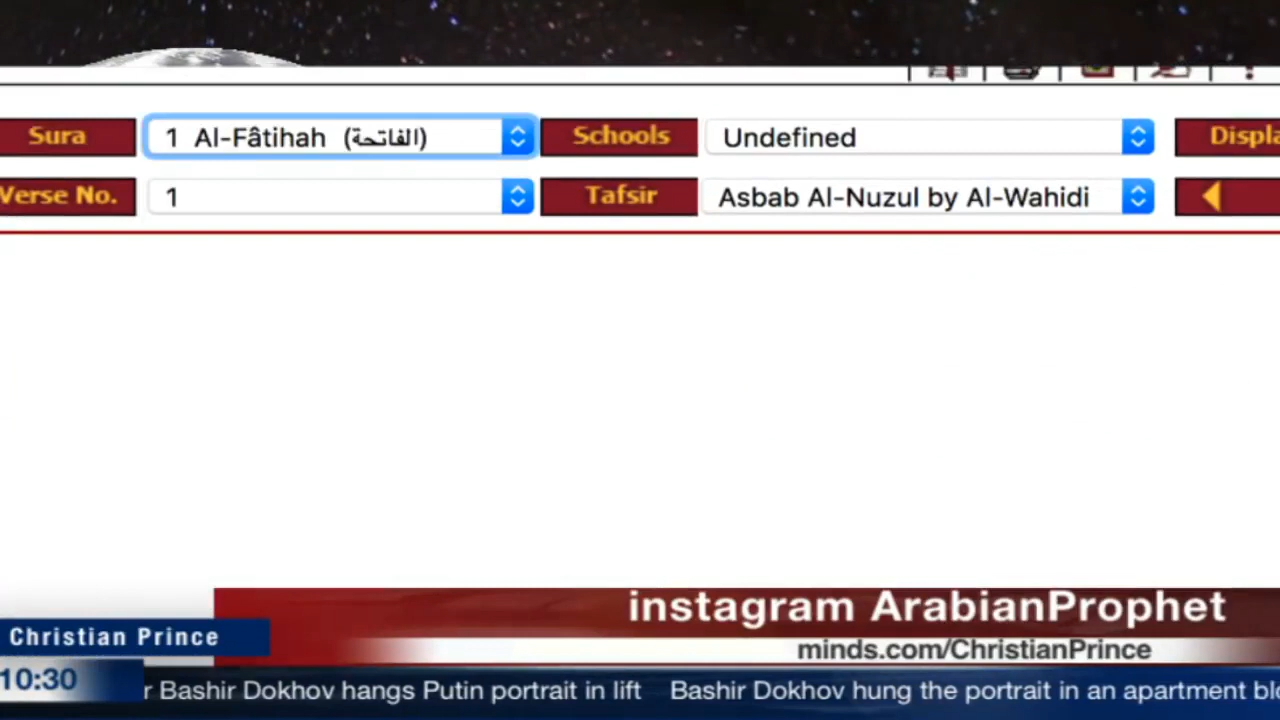 Sura
1 Al-Fâtihah (الفاتحة)
Schools
Undefined
Verse No.
1
Tafsir
Asbab Al-Nuzul by Al-Wahidi
instagram ArabianProphet
Christian Prince
minds.com/ChristianPrince
10:30
r Bashir Dokhov hangs Putin portrait in lift Bashir Dokhov hung the portrait in an apartment